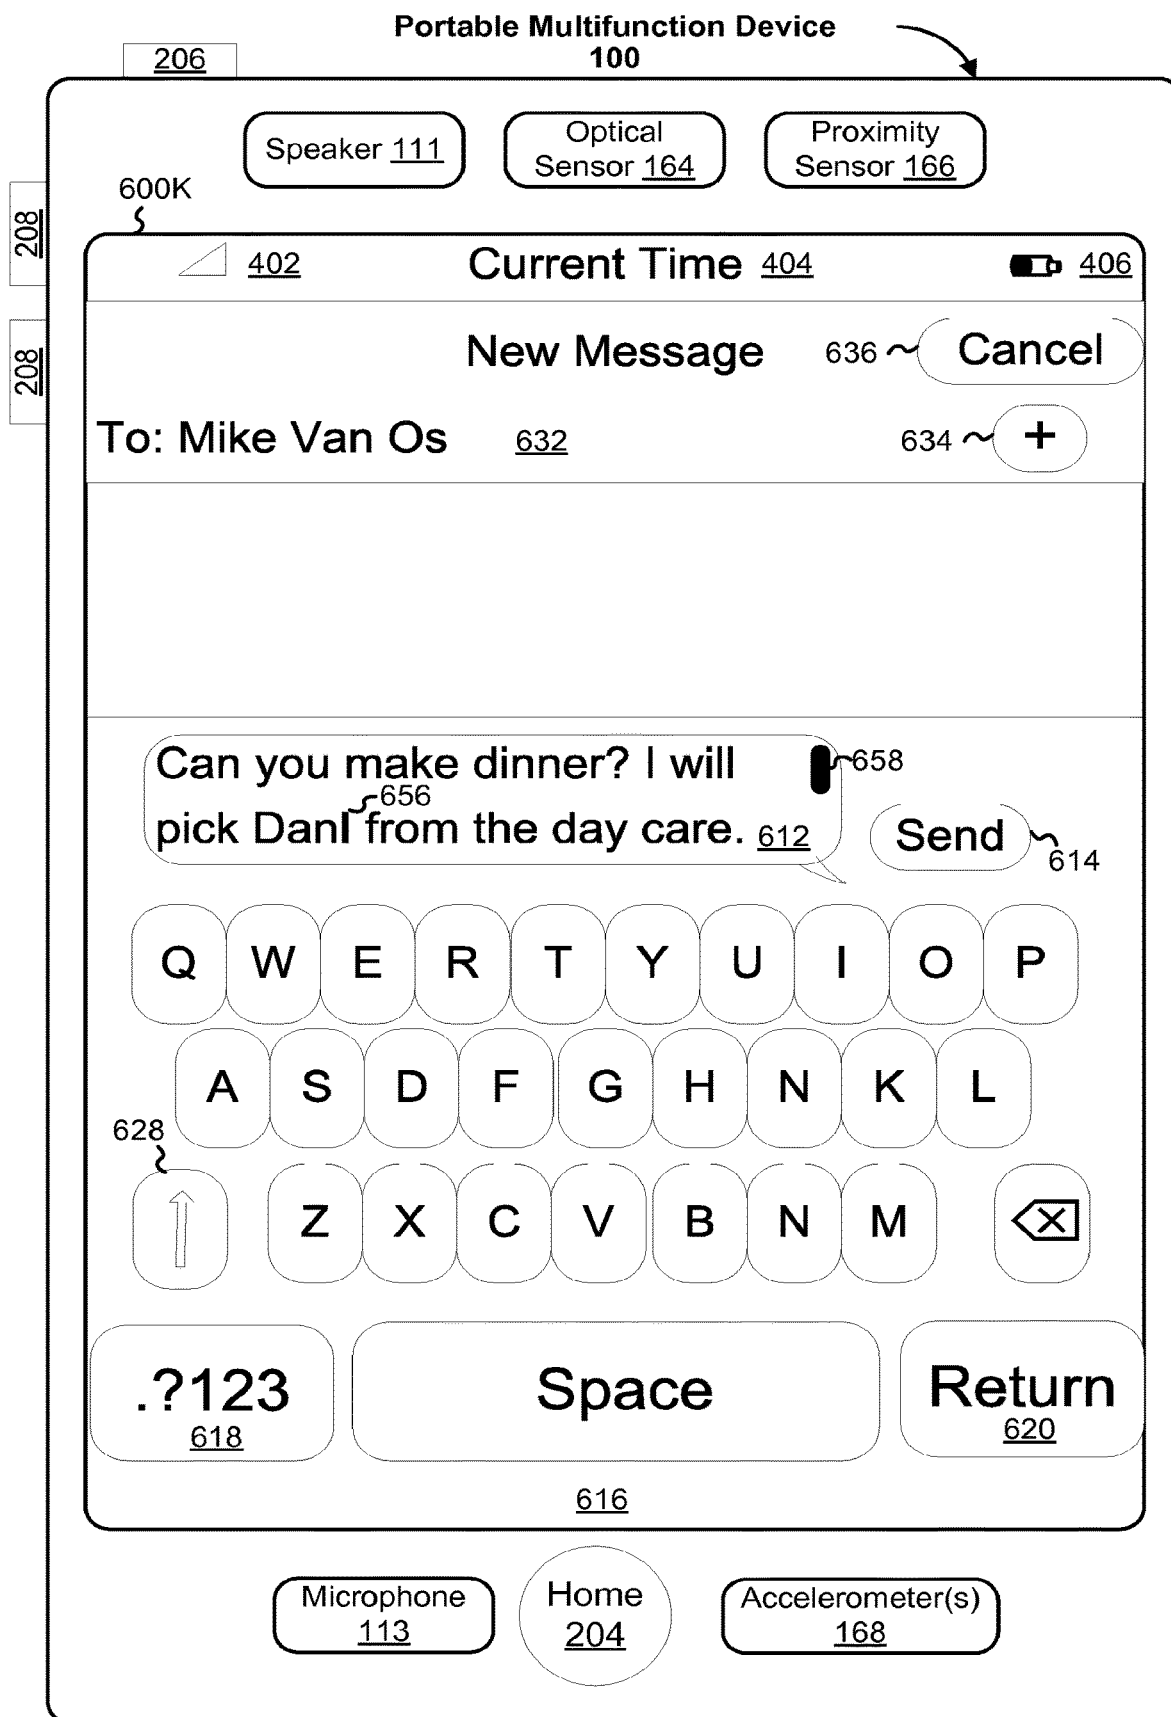 Portable Multifunction Device
100
206
Speaker 111
Optical
Sensor 164
Proximity
Sensor 166
600K
208
402
Current Time 404
406
208
New Message
636
Cancel
To: Mike Van Os
632
634
+
Can you make dinner? I will
658
656
pick DanI from the day care. 612
Send
614
Q W E R T Y U I O P
A S D F G H N K L
628
Z X C V B N M
.?123
618
Space
Return
620
616
Microphone
113
Home
204
Accelerometer(s)
168